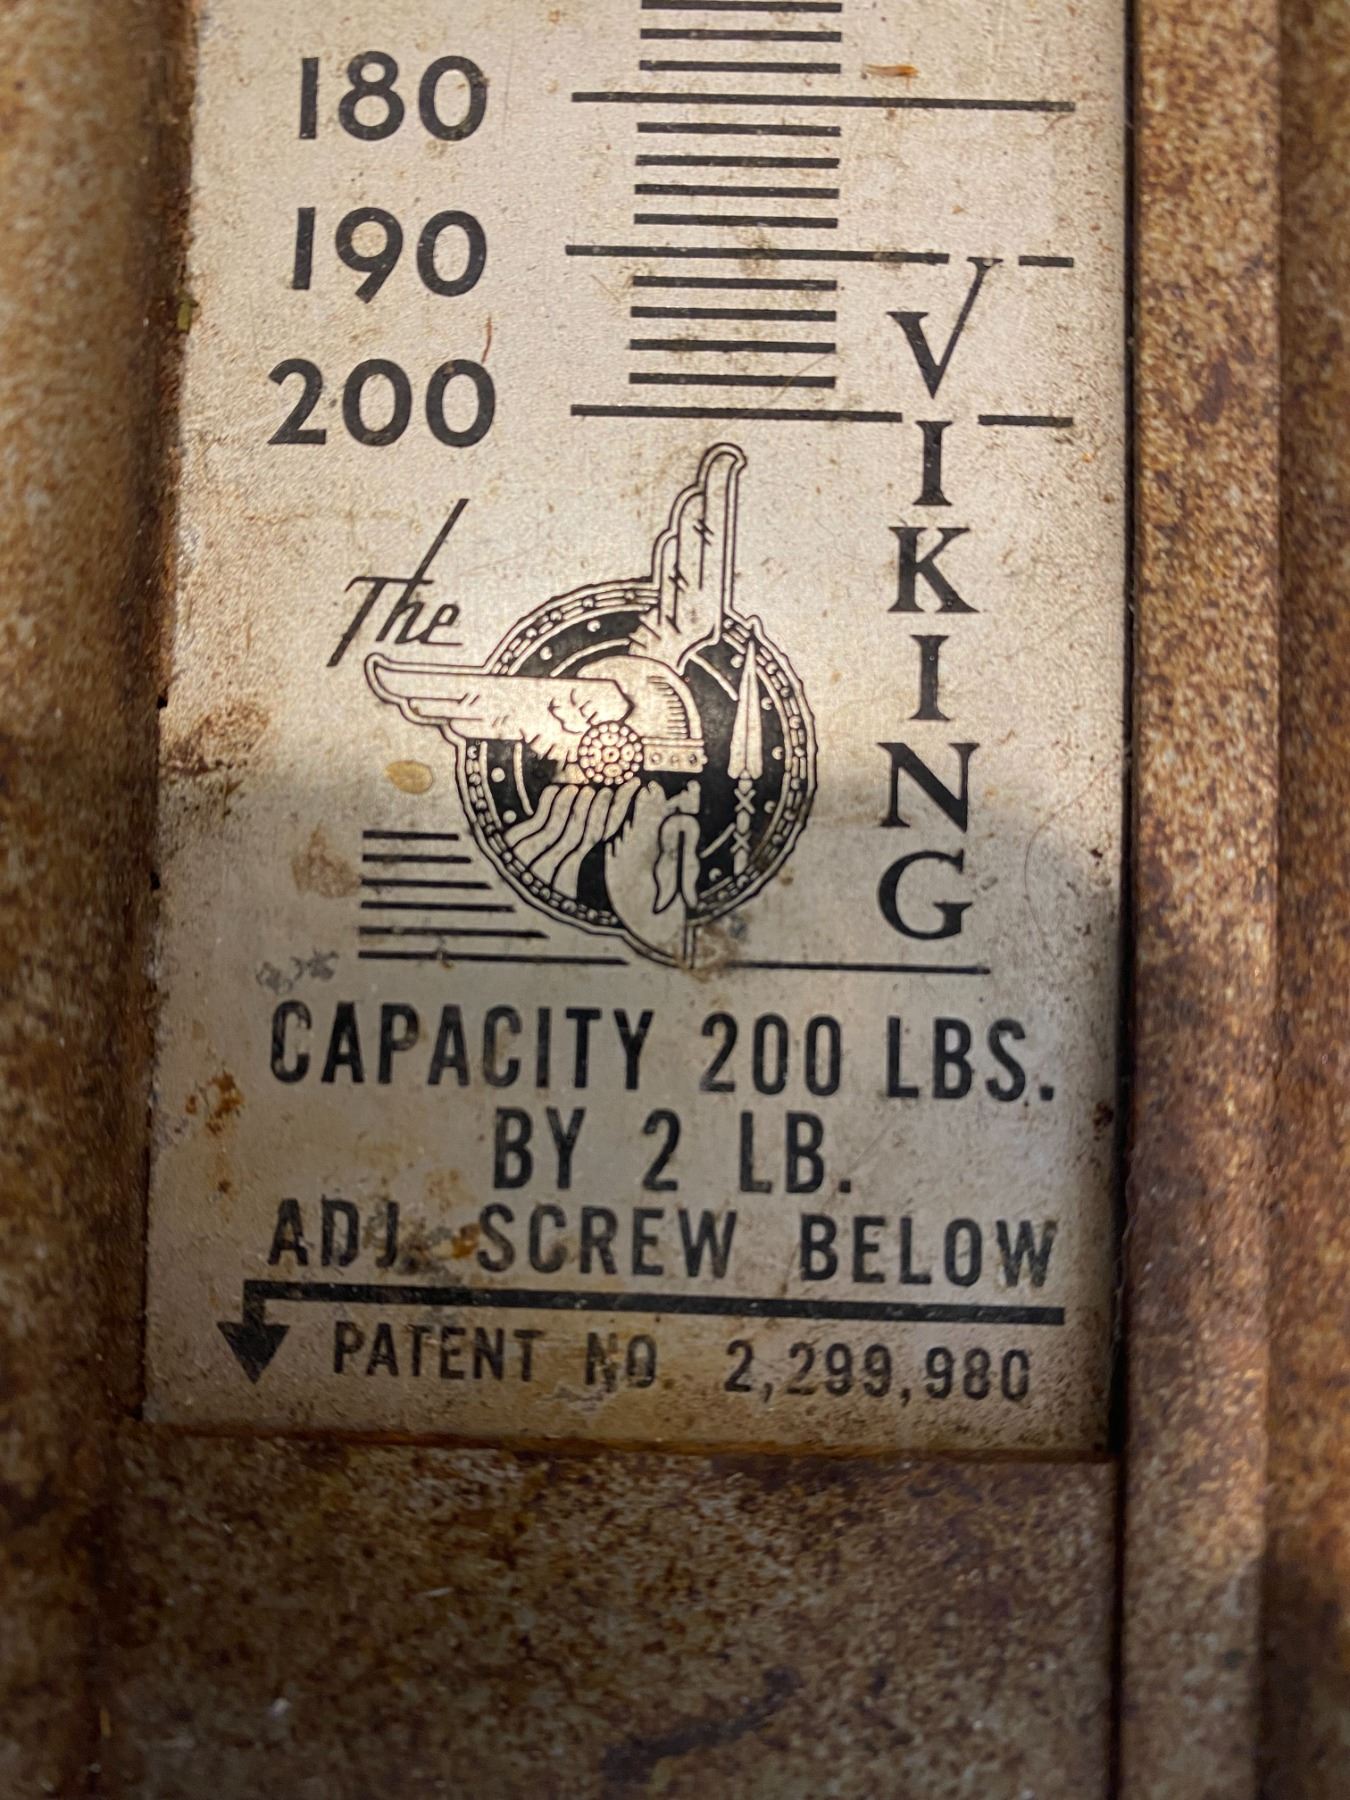 180
190
200
The
VIKING
CAPACITY 200 LBS.
BY 2 LB.
ADJ. SCREW BELOW
PATENT NO. 2,299,980